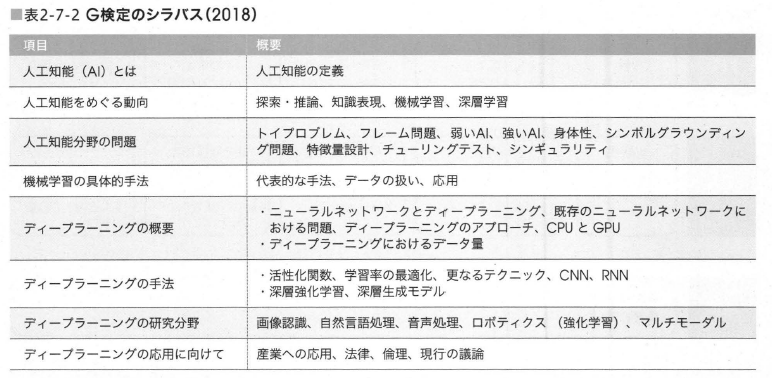 ■表2-7-2 G検定のシラバス(2018)
項目 概要
人工知能（AI）とは 人工知能の定義
人工知能をめぐる動向 探索・推論、知識表現、機械学習、深層学習
人工知能分野の問題 トイプロブレム、フレーム問題、弱いAI、強いAI、身体性、シンボルグラウンディン
グ問題、特徴量設計、チューリングテスト、シンギュラリティ
機械学習の具体的手法 代表的な手法、データの扱い、応用
ディープラーニングの概要 ・ニューラルネットワークとディープラーニング、既存のニューラルネットワークに
おける問題、ディープラーニングのアプローチ、CPU と GPU
・ディープラーニングにおけるデータ量
ディープラーニングの手法 ・活性化関数、学習率の最適化、更なるテクニック、CNN、RNN
・深層強化学習、深層生成モデル
ディープラーニングの研究分野 画像認識、自然言語処理、音声処理、ロボティクス （強化学習）、マルチモーダル
ディープラーニングの応用に向けて 産業への応用、法律、倫理、現行の議論